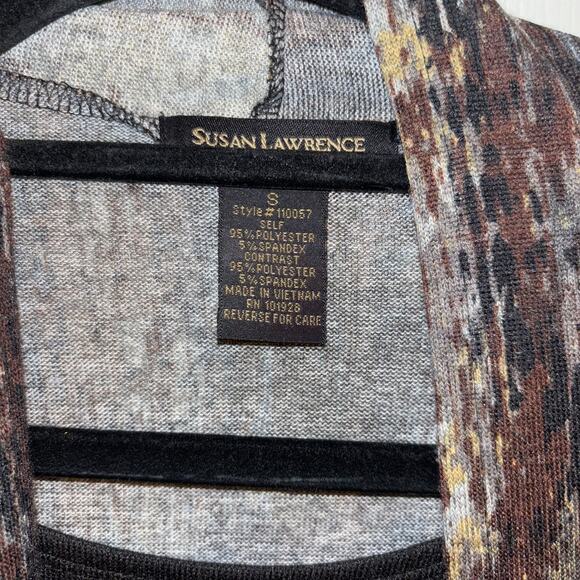 SUSAN LAWRENCE
S
Style# 110057
SELF
95%POLYESTER
5%SPANDEX
CONTRAST
95%POLYESTER
5%SPANDEX
MADE IN VIETNAM
RN 101928
REVERSE FOR CARE